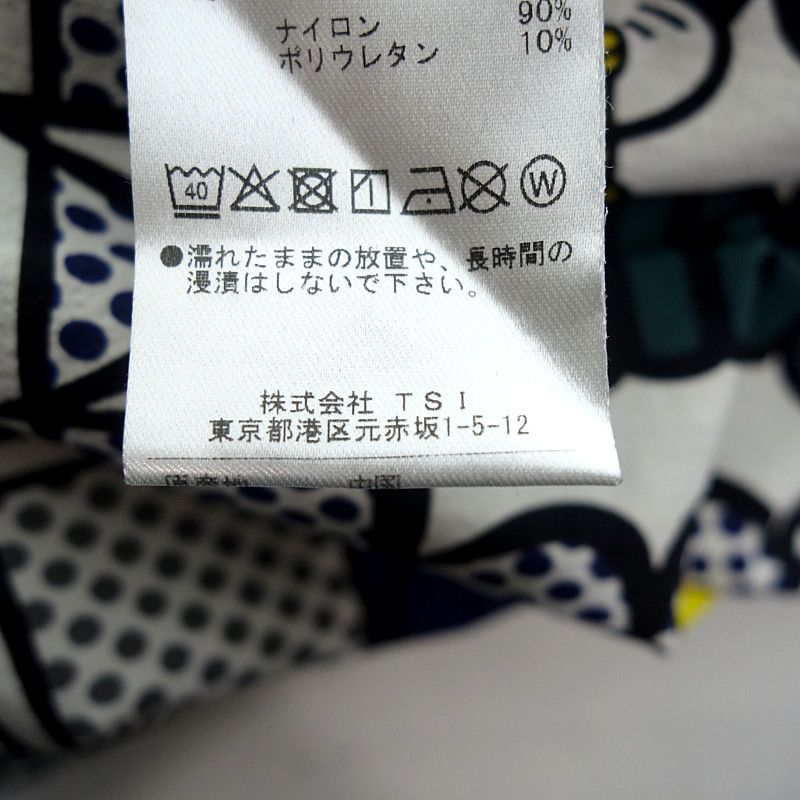 ナイロン 90%
ポリウレタン 10%
40
W
●濡れたままの放置や、長時間の
浸漬はしないで下さい。
株式会社 TSI
東京都港区元赤坂1-5-12